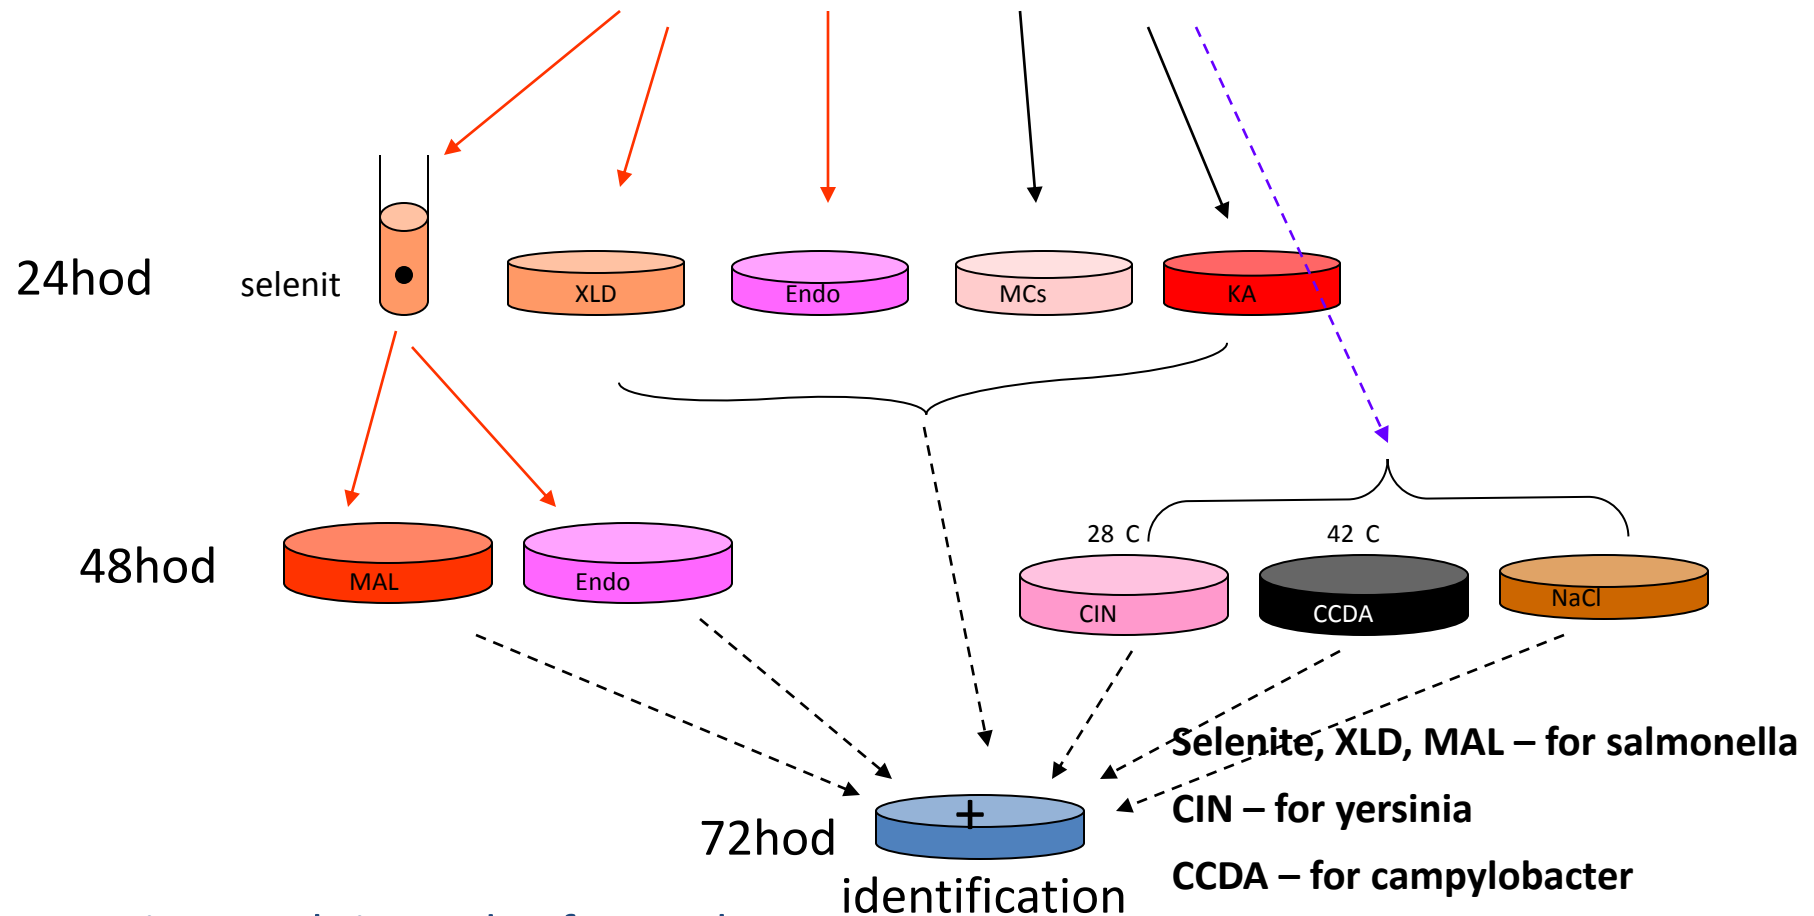 24hod
selenit
XLD
Endo
MCs
KA
28 C
42 C
48hod
MAL
Endo
CIN
CCDA
NaCl
Selenite, XLD, MAL – for salmonella
CIN – for yersinia
CCDA – for campylobacter
72hod
+
identification